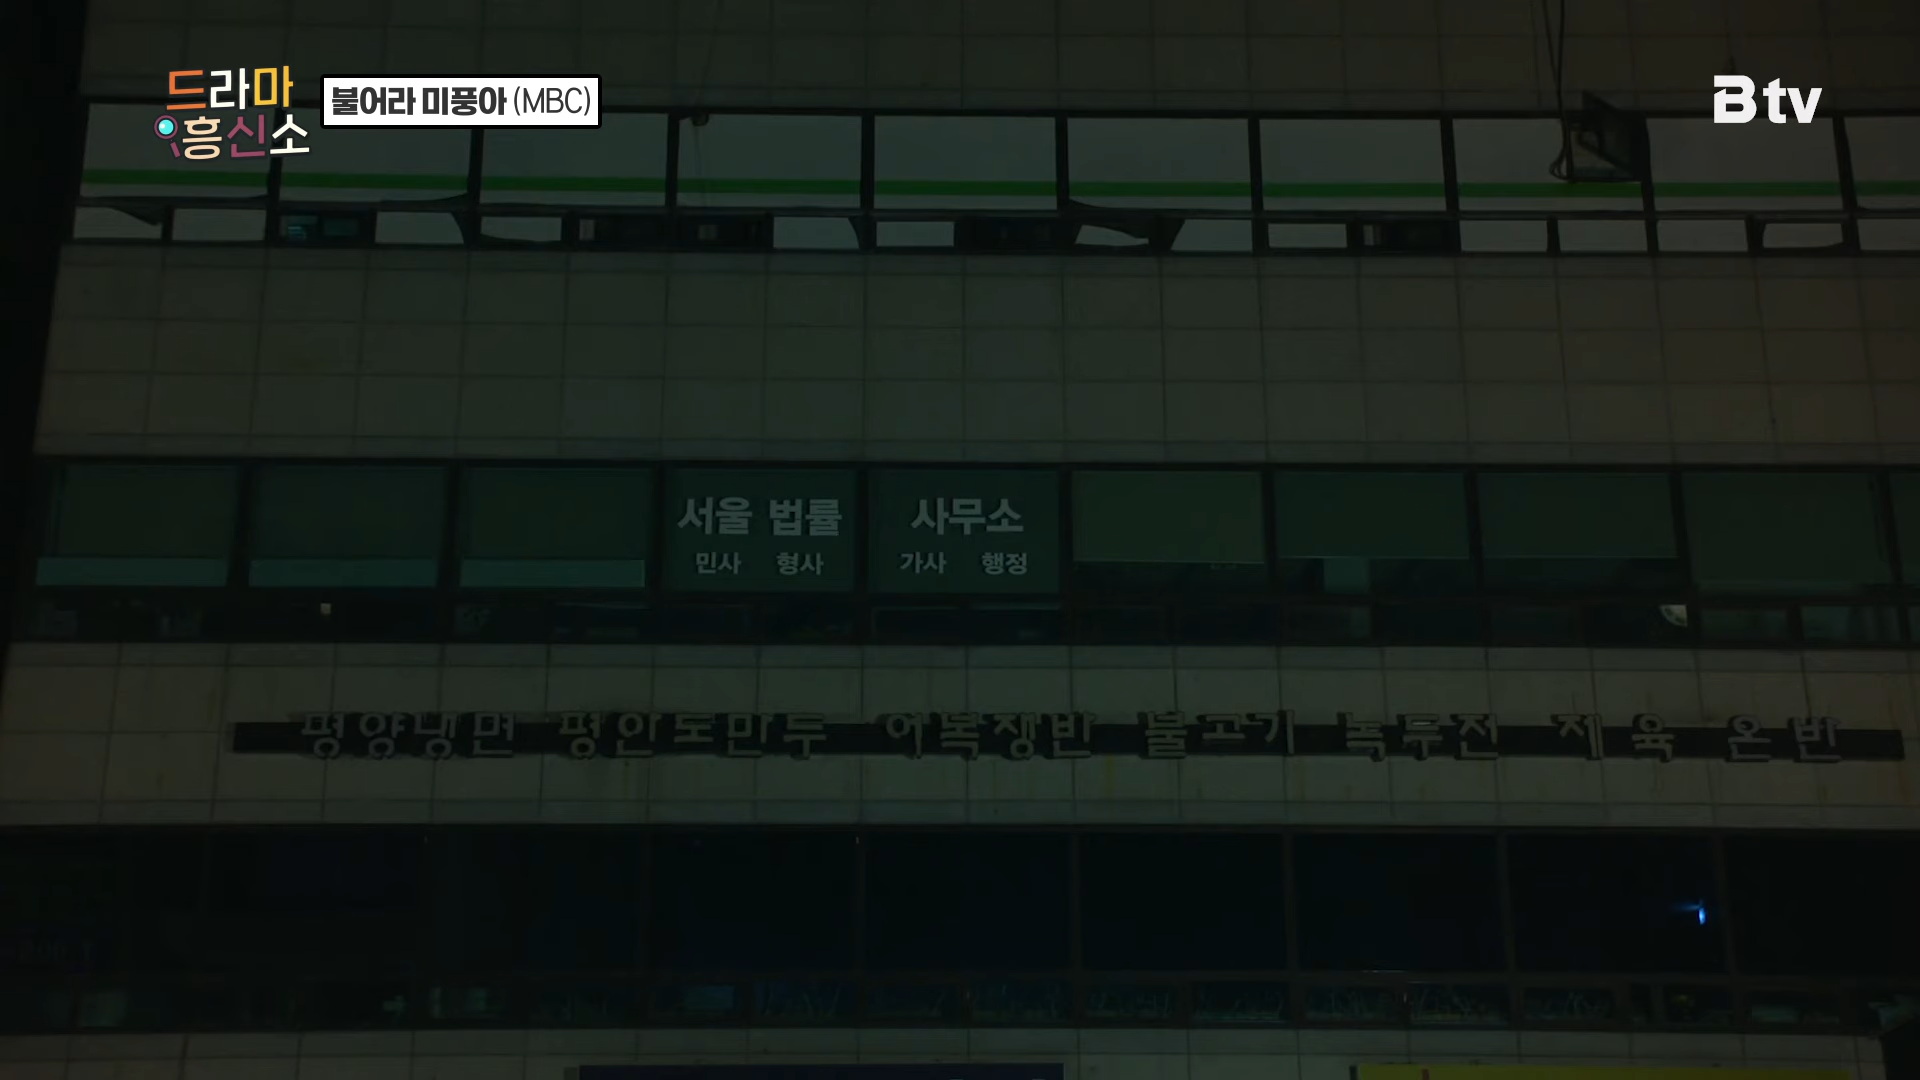 드라마
흥신소
불어라 미풍아 (MBC)
B tv
서울 법률 사무소
민사 형사 가사 행정
평양냉면 평안도만두 어복쟁반 불고기 녹두전 제육 온반